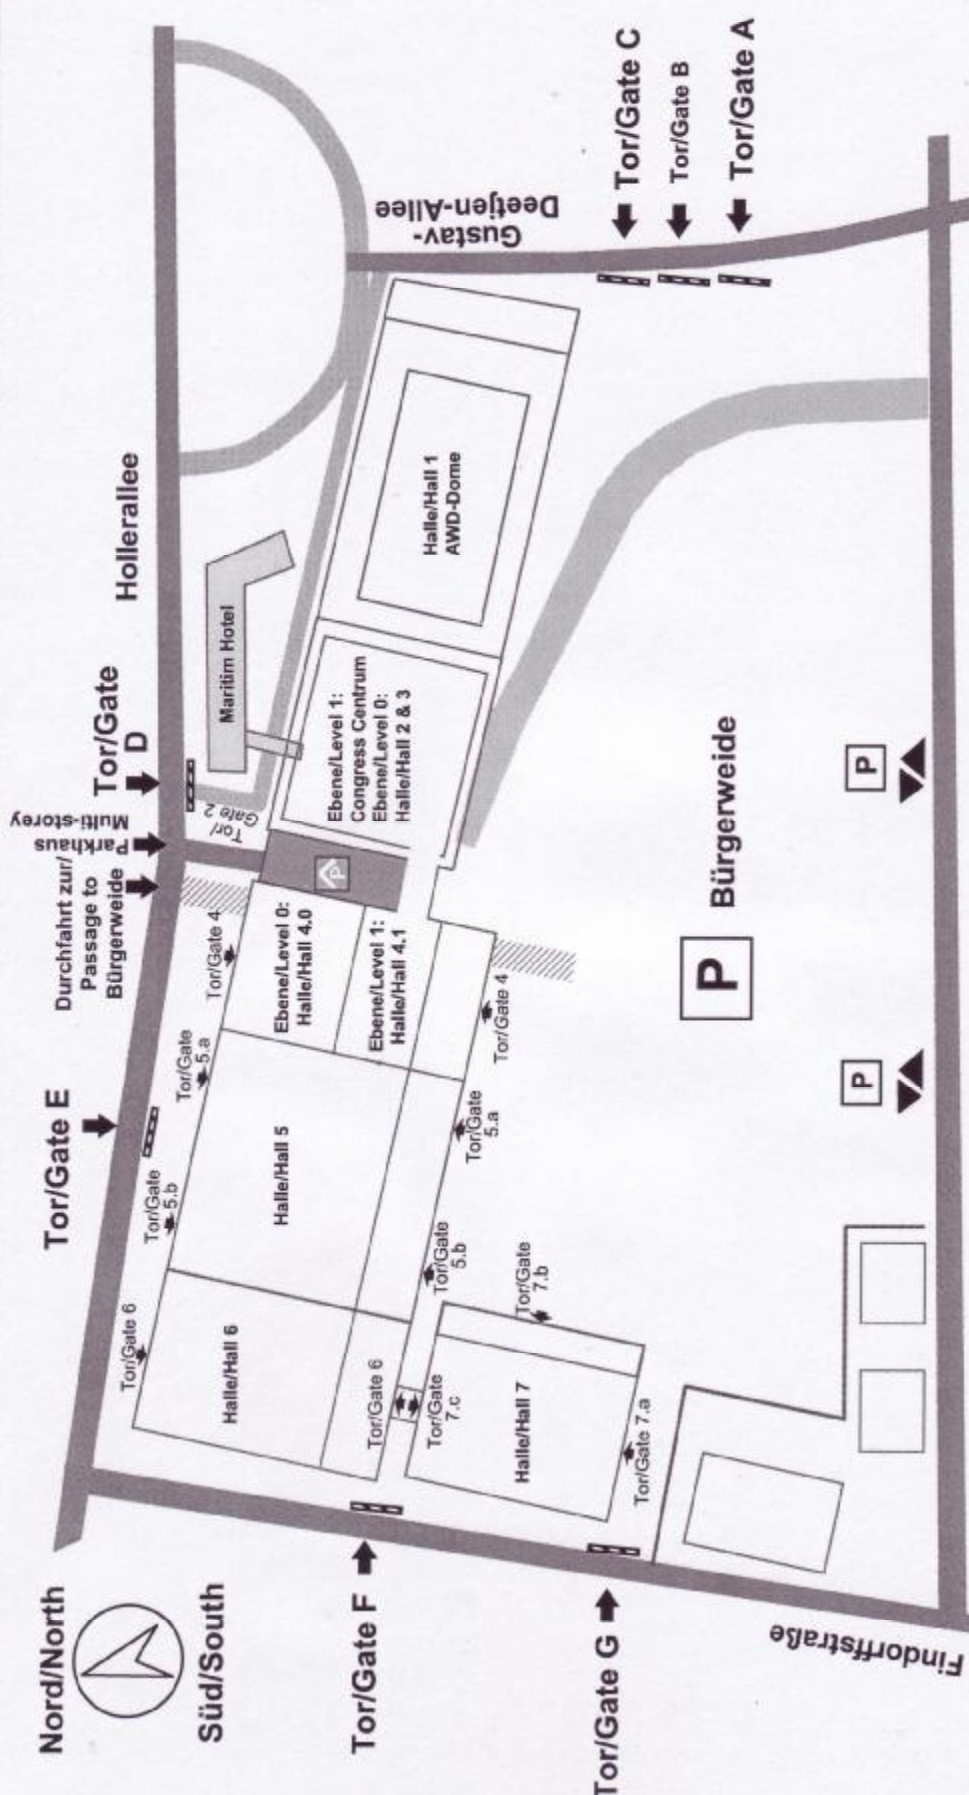 Nord/North
Süd/South
Tor/Gate E
Durchfahrt zur/
Passage to
Bürgerweide
Parkhaus
Multi-storey
Tor/Gate
D
Hollerallee
Gustav-
Deetjen-Allee
Tor/Gate C
Tor/Gate B
Tor/Gate A
Tor/Gate 6
Tor/Gate
5.b
Tor/Gate
5.a
Tor/Gate 4
Tor/
Gate 2
Maritim Hotel
Halle/Hall 6
Halle/Hall 5
Ebene/Level 0:
Halle/Hall 4.0
Ebene/Level 1:
Halle/Hall 4.1
P
Ebene/Level 1:
Congress Centrum
Ebene/Level 0:
Halle/Hall 2 & 3
Halle/Hall 1
AWD-Dome
Tor/Gate F
Tor/Gate 6
Tor/Gate
7.c
Tor/Gate
5.b
Tor/Gate
5.a
Tor/Gate 4
Halle/Hall 7
Tor/Gate
7.b
Tor/Gate G
Tor/Gate 7.a
P
Bürgerweide
P
P
Findorffstraße